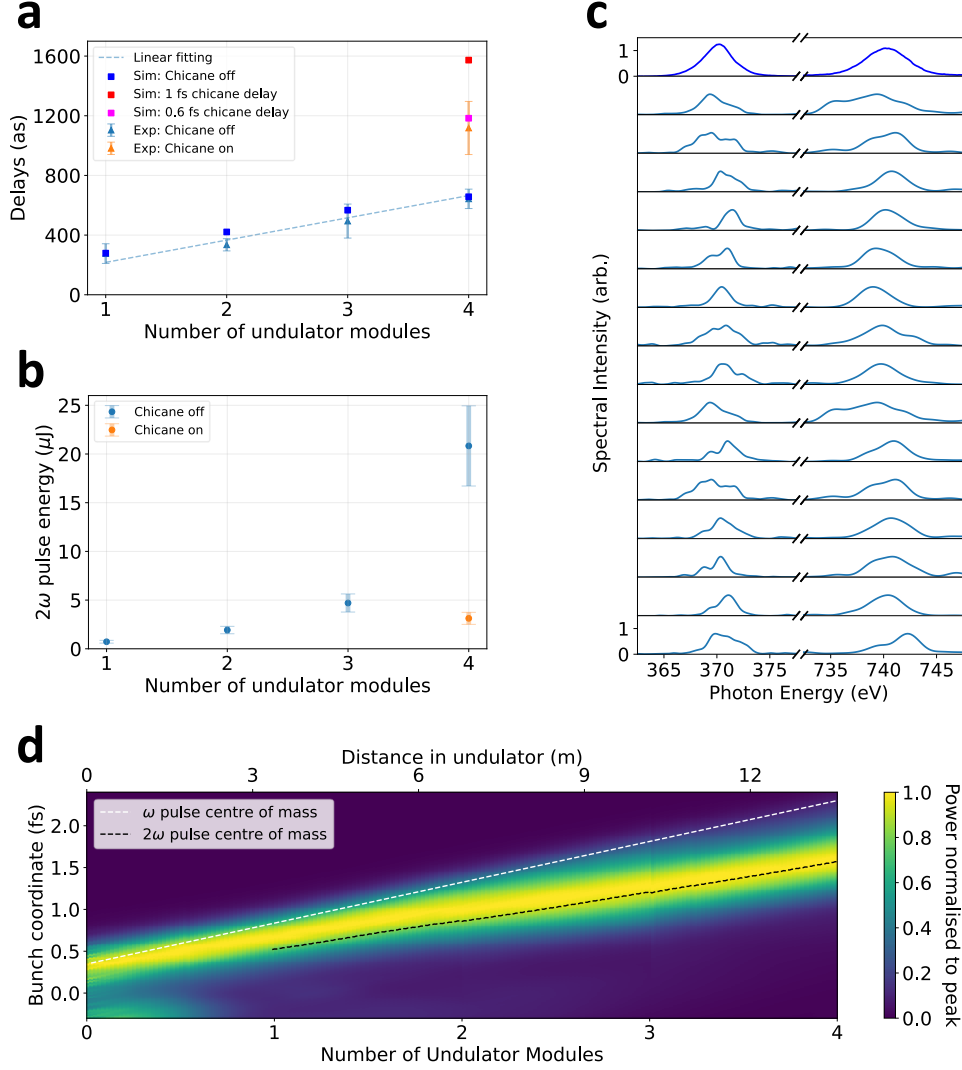 a
1600
1200
800
400
0
Delays (as)
Linear fitting
Sim: Chicane off
Sim: 1 fs chicane delay
Sim: 0.6 fs chicane delay
Exp: Chicane off
Exp: Chicane on
1 2 3 4
Number of undulator modules
b
25
20
15
10
5
0
2ω pulse energy (μJ)
Chicane off
Chicane on
1 2 3 4
Number of undulator modules
c
1
0
Spectral Intensity (arb.)
1
0
365 370 375 735 740 745
Photon Energy (eV)
d
Distance in undulator (m)
0 3 6 9 12
2.0
1.5
1.0
0.5
0.0
Bunch coordinate (fs)
ω pulse centre of mass
2ω pulse centre of mass
0 1 2 3 4
Number of Undulator Modules
1.0
0.8
0.6
0.4
0.2
0.0
Power normalised to
peak